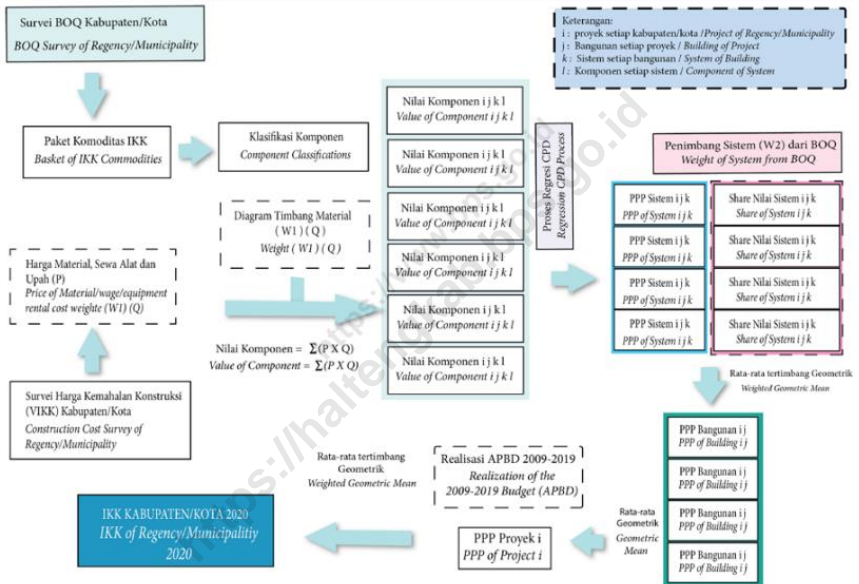 Survei BOQ Kabupaten/Kota
BOQ Survey of Regency/Municipality
Keterangan:
i : proyek setiap kabupaten/kota /Project of Regency/Municipality
j : Bangunan setiap proyek / Building of Project
k : Sistem setiap bangunan / System of Building
l : Komponen setiap sistem / Component of System
Paket Komoditas IKK
Basket of IKK Commodities
Klasifikasi Komponen
Component Classifications
Nilai Komponen i j k l
Value of Component i j k l
Nilai Komponen i j k l
Value of Component i j k l
Nilai Komponen i j k l
Value of Component i j k l
Nilai Komponen i j k l
Value of Component i j k l
Nilai Komponen i j k l
Value of Component i j k l
Nilai Komponen i j k l
Value of Component i j k l
Proses Regresi CPD
Regression CPD Process
Penimbang Sistem (W2) dari BOQ
Weight of System from BOQ
PPP Sistem i j k
PPP of System i j k
PPP Sistem i j k
PPP of System i j k
PPP Sistem i j k
PPP of System i j k
PPP Sistem i j k
PPP of System i j k
Share Nilai Sistem i j k
Share of System i j k
Share Nilai Sistem i j k
Share of System i j k
Share Nilai Sistem i j k
Share of System i j k
Share Nilai Sistem i j k
Share of System i j k
Diagram Timbang Material
( W1 ) ( Q )
Weight ( W1 ) ( Q )
Harga Material, Sewa Alat dan
Upah (P)
Price of Material/wage/equipment
rental cost weighte (W1) (Q)
Nilai Komponen = ∑(P X Q)
Value of Component = ∑(P X Q)
Survei Harga Kemahalan Konstruksi
(VIKK) Kabupaten/Kota
Construction Cost Survey of
Regency/Municipality
Rata-rata tertimbang Geometrik
Weighted Geometric Mean
PPP Bangunan i j
PPP of Building i j
PPP Bangunan i j
PPP of Building i j
PPP Bangunan i j
PPP of Building i j
PPP Bangunan i j
PPP of Building i j
Rata-rata
Geometrik
Geometric
Mean
Realisasi APBD 2009-2019
Realization of the
2009-2019 Budget (APBD)
PPP Proyek i
PPP of Project i
Rata-rata tertimbang
Geometrik
Weighted Geometric Mean
IKK KABUPATEN/KOTA 2020
IKK of Regency/Municipalitiy
2020
https://haltengkab.bps.go.id